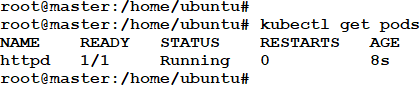 root@master:/home/ubuntu#
root@master:/home/ubuntu# kubectl get pods
NAME READY STATUS RESTARTS AGE
httpd 1/1 Running 0 8s
root@master:/home/ubuntu#